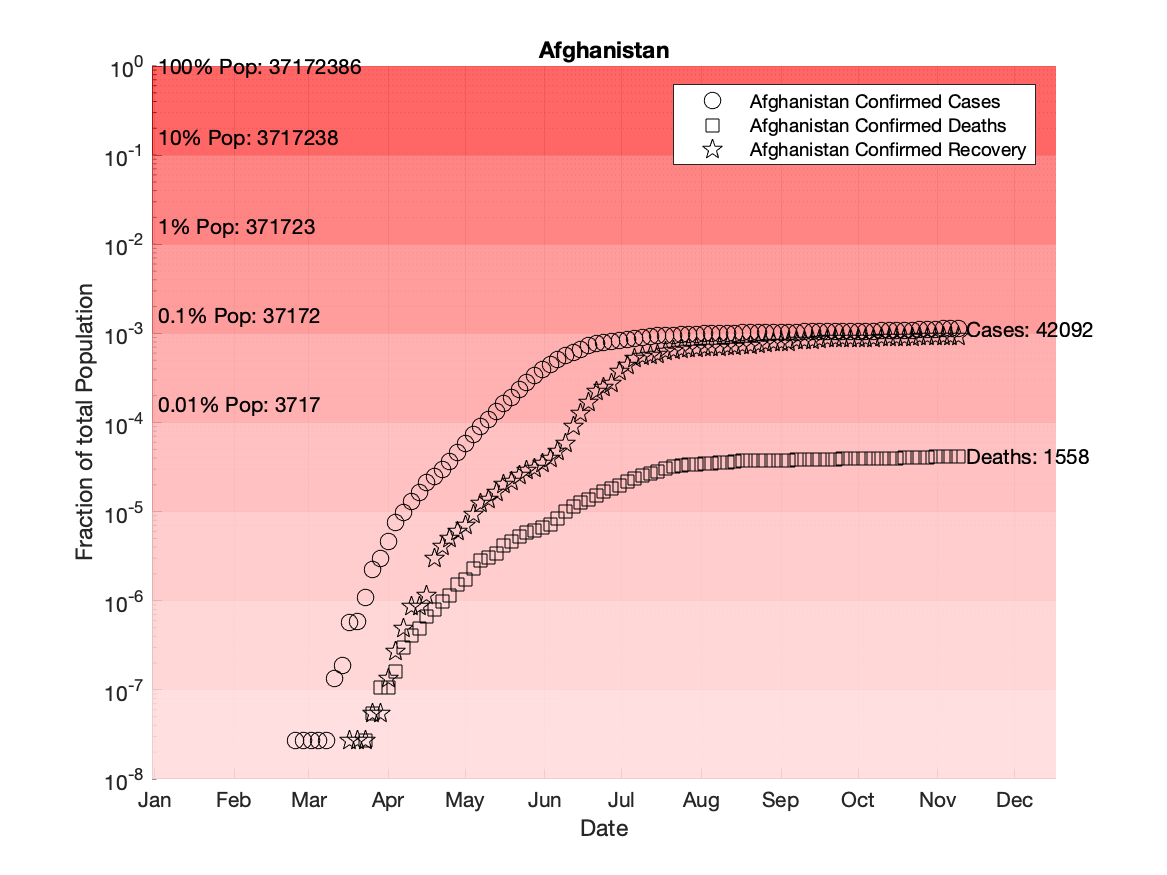 Afghanistan
10^0
100% Pop: 37172386
Afghanistan Confirmed Cases
Afghanistan Confirmed Deaths
Afghanistan Confirmed Recovery
10% Pop: 3717238
10^-1
1% Pop: 371723
10^-2
0.1% Pop: 37172
10^-3
Cases: 42092
0.01% Pop: 3717
10^-4
Deaths: 1558
10^-5
10^-6
10^-7
10^-8
Fraction of total Population
Jan Feb Mar Apr May Jun Jul Aug Sep Oct Nov Dec
Date